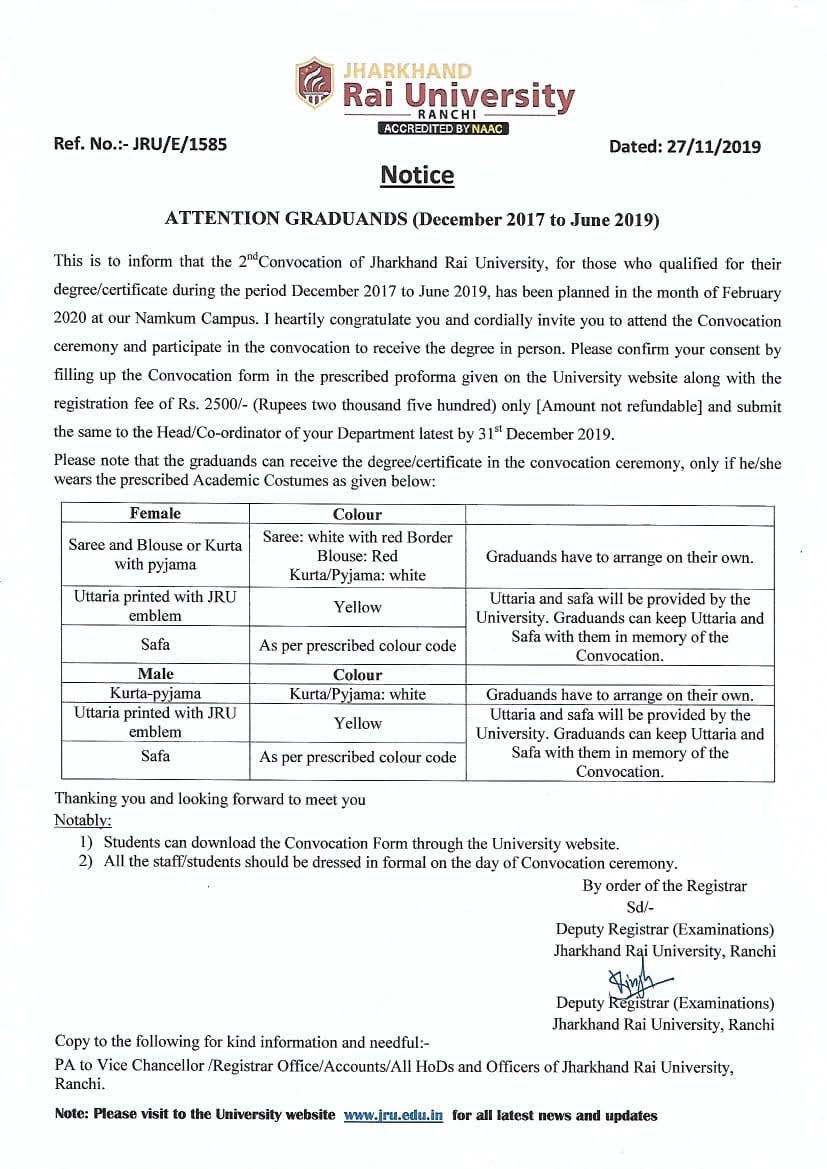 JHARKHAND
Rai University
RANCHI
ACCREDITED BY NAAC
Ref. No.:- JRU/E/1585
Dated: 27/11/2019
Notice
ATTENTION GRADUANDS (December 2017 to June 2019)
This is to inform that the 2ndConvocation of Jharkhand Rai University, for those who qualified for their
degree/certificate during the period December 2017 to June 2019, has been planned in the month of February
2020 at our Namkum Campus. I heartily congratulate you and cordially invite you to attend the Convocation
ceremony and participate in the convocation to receive the degree in person. Please confirm your consent by
filling up the Convocation form in the prescribed proforma given on the University website along with the
registration fee of Rs. 2500/- (Rupees two thousand five hundred) only [Amount not refundable] and submit
the same to the Head/Co-ordinator of your Department latest by 31st December 2019.
Please note that the graduands can receive the degree/certificate in the convocation ceremony, only if he/she
wears the prescribed Academic Costumes as given below:
Female Colour
Saree and Blouse or Kurta
with pyjama
Saree: white with red Border
Blouse: Red
Kurta/Pyjama: white
Graduands have to arrange on their own.
Uttaria printed with JRU
emblem
Yellow
Uttaria and safa will be provided by the
University. Graduands can keep Uttaria and
Safa with them in memory of the
Convocation.
Safa As per prescribed colour code
Male Colour
Kurta-pyjama Kurta/Pyjama: white Graduands have to arrange on their own.
Uttaria printed with JRU
emblem
Yellow
Uttaria and safa will be provided by the
University. Graduands can keep Uttaria and
Safa with them in memory of the
Convocation.
Safa As per prescribed colour code
Thanking you and looking forward to meet you
Notably:
1) Students can download the Convocation Form through the University website.
2) All the staff/students should be dressed in formal on the day of Convocation ceremony.
By order of the Registrar
Sd/-
Deputy Registrar (Examinations)
Jharkhand Rai University, Ranchi
Deputy Registrar (Examinations)
Jharkhand Rai University, Ranchi
Copy to the following for kind information and needful:-
PA to Vice Chancellor /Registrar Office/Accounts/All HoDs and Officers of Jharkhand Rai University,
Ranchi.
Note: Please visit to the University website www.jru.edu.in for all latest news and updates